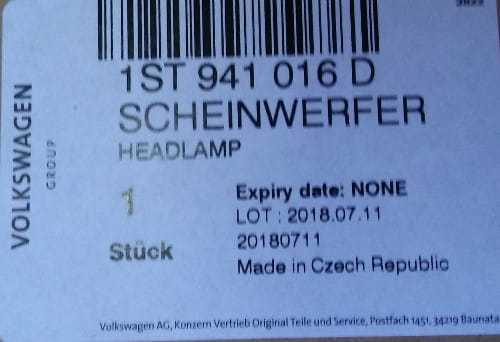 1ST 941 016 D
SCHEINWERFER
HEADLAMP
VOLKSWAGEN
GROUP
1
Stück
Expiry date: NONE
LOT : 2018.07.11
20180711
Made in Czech Republic
Volkswagen AG, Konzern Vertrieb Original Teile und Service, Postfach 1451, 34219 Baunata